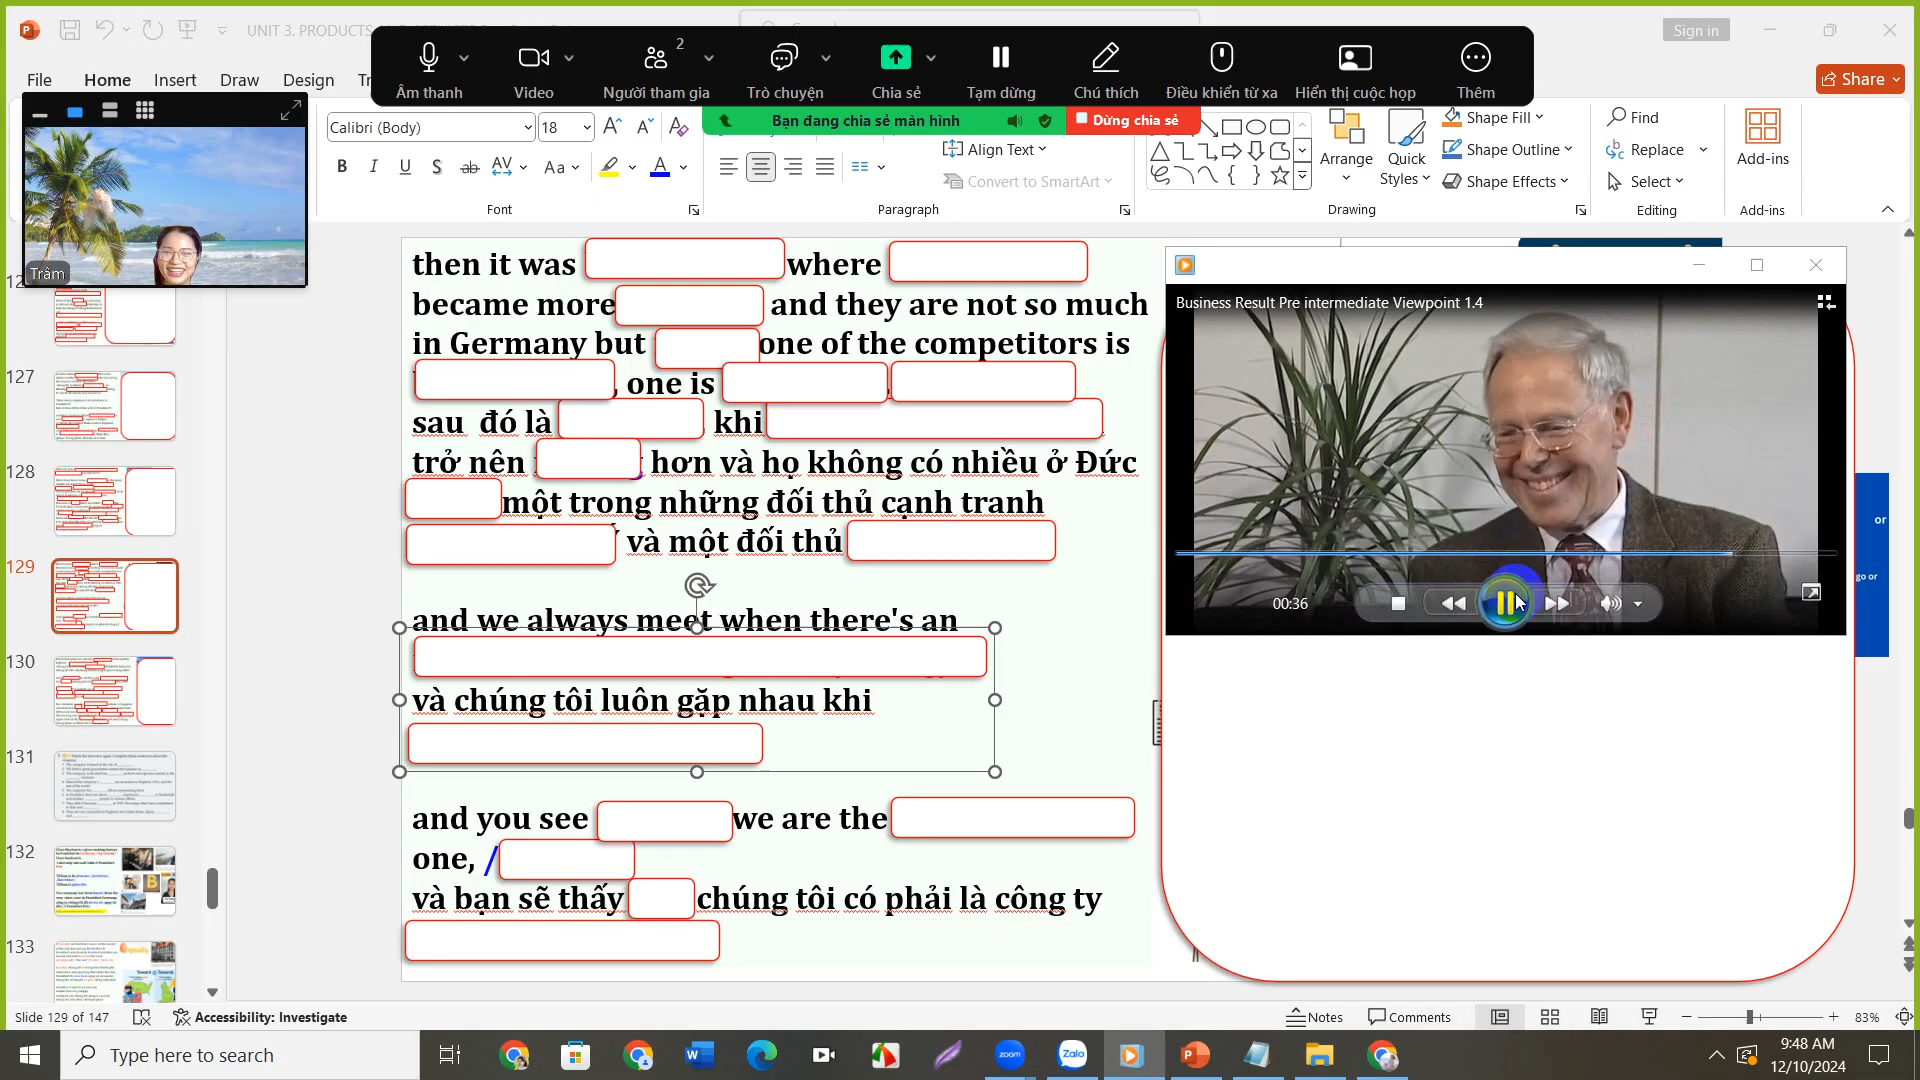 UNIT 3. PRODUCTS
Sign in
File
Home
Insert
Draw
Design
Âm thanh
Video
2
Người tham gia
Trò chuyện
Chia sẻ
Tạm dừng
Chú thích
Điều khiển từ xa
Hiển thị cuộc họp
Thêm
Share
Bạn đang chia sẻ màn hình
Dừng chia sẻ
Trâm
Calibri (Body)
18
Font
Align Text
Convert to SmartArt
Paragraph
Arrange
Quick Styles
Shape Fill
Shape Outline
Shape Effects
Drawing
Find
Replace
Select
Editing
Add-ins
Add-ins
127
128
129
130
131
132
133
then it was where
became more and they are not so much
in Germany but one of the competitors is
, one is
sau đó là khi
trở nên hơn và họ không có nhiều ở Đức
một trong những đối thủ cạnh tranh
và một đối thủ
and we always meet when there's an
và chúng tôi luôn gặp nhau khi
and you see we are the
one, /
và bạn sẽ thấy chúng tôi có phải là công ty
Business Result Pre intermediate Viewpoint 1.4
00:36
or
go or
Slide 129 of 147
Accessibility: Investigate
Notes
Comments
83%
Type here to search
zoom
Zalo
9:48 AM
12/10/2024